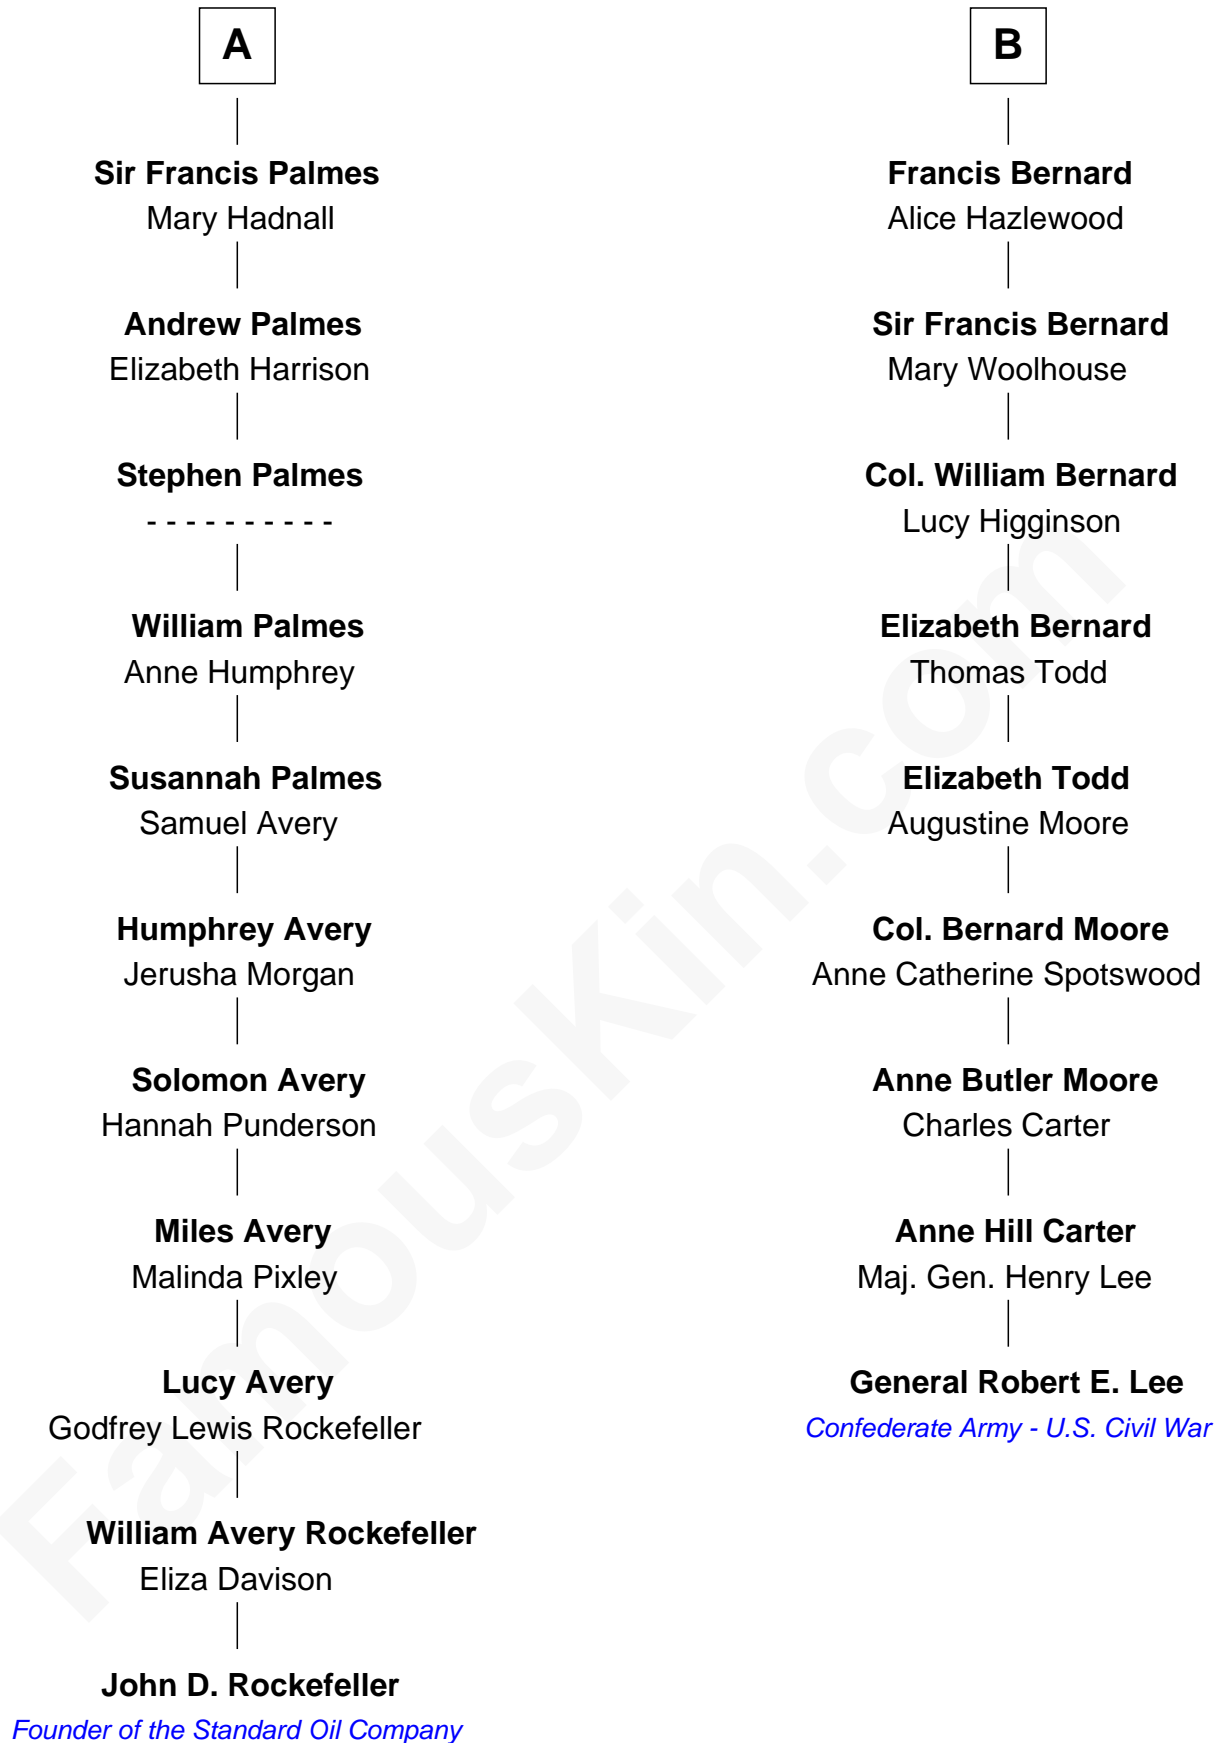 A
Sir Francis Palmes
Mary Hadnall
Andrew Palmes
Elizabeth Harrison
Stephen Palmes
- - - - - - - - - -
William Palmes
Anne Humphrey
Susannah Palmes
Samuel Avery
Humphrey Avery
Jerusha Morgan
Solomon Avery
Hannah Punderson
Miles Avery
Malinda Pixley
Lucy Avery
Godfrey Lewis Rockefeller
William Avery Rockefeller
Eliza Davison
John D. Rockefeller
Founder of the Standard Oil Company
B
Francis Bernard
Alice Hazlewood
Sir Francis Bernard
Mary Woolhouse
Col. William Bernard
Lucy Higginson
Elizabeth Bernard
Thomas Todd
Elizabeth Todd
Augustine Moore
Col. Bernard Moore
Anne Catherine Spotswood
Anne Butler Moore
Charles Carter
Anne Hill Carter
Maj. Gen. Henry Lee
General Robert E. Lee
Confederate Army - U.S. Civil War
FamousKin.com